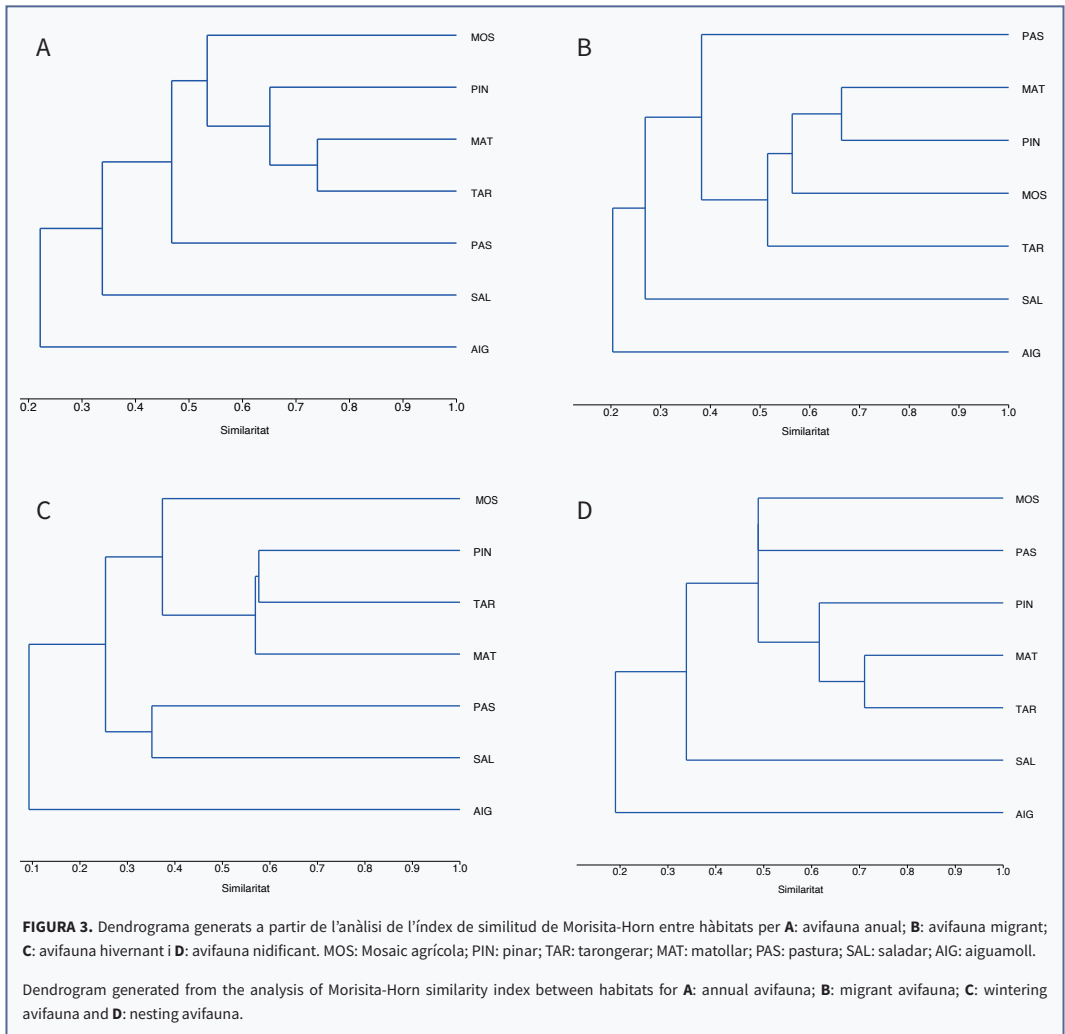 A
MOS
PIN
MAT
TAR
PAS
SAL
AIG
0.2 0.3 0.4 0.5 0.6 0.7 0.8 0.9 1.0
Similaritat
B
PAS
MAT
PIN
MOS
TAR
SAL
AIG
0.2 0.3 0.4 0.5 0.6 0.7 0.8 0.9 1.0
Similaritat
C
MOS
PIN
TAR
MAT
PAS
SAL
AIG
0.1 0.2 0.3 0.4 0.5 0.6 0.7 0.8 0.9 1.0
Similaritat
D
MOS
PAS
PIN
MAT
TAR
SAL
AIG
0.2 0.3 0.4 0.5 0.6 0.7 0.8 0.9 1.0
Similaritat
FIGURA 3. Dendrograma generats a partir de l'anàlisi de l'índex de similitud de Morisita-Horn entre hàbitats per A: avifauna anual; B: avifauna migrant;
C: avifauna hivernant i D: avifauna nidificant. MOS: Mosaic agrícola; PIN: pinar; TAR: tarongerar; MAT: matollar; PAS: pastura; SAL: saladar; AIG: aiguamoll.
Dendrogram generated from the analysis of Morisita-Horn similarity index between habitats for A: annual avifauna; B: migrant avifauna; C: wintering
avifauna and D: nesting avifauna.